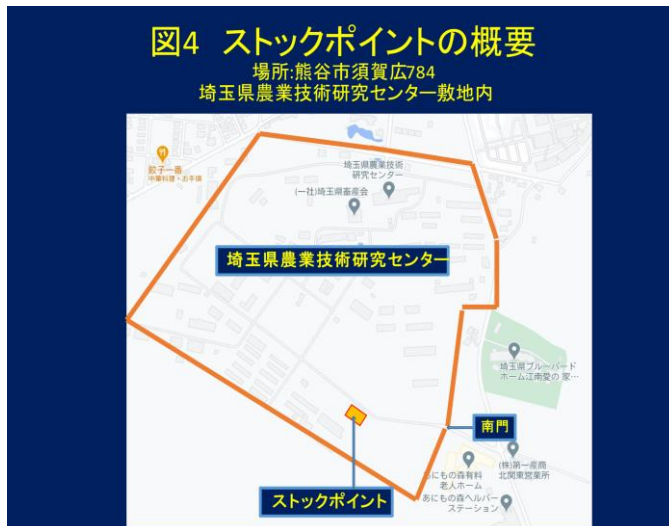 図4 ストックポイントの概要
場所:熊谷市須賀広784
埼玉県農業技術研究センター敷地内
餃子一番
中華料理・お手頃
埼玉県農業技術
研究センター
(一社)埼玉県畜産会
埼玉県農業技術研究センター
埼玉県ブルーバード
ホーム江南愛の家…
南門
(株)第一産商
北関東営業所
あにもの森有料
老人ホーム
ストックポイント
あにもの森ヘルパー
ステーション